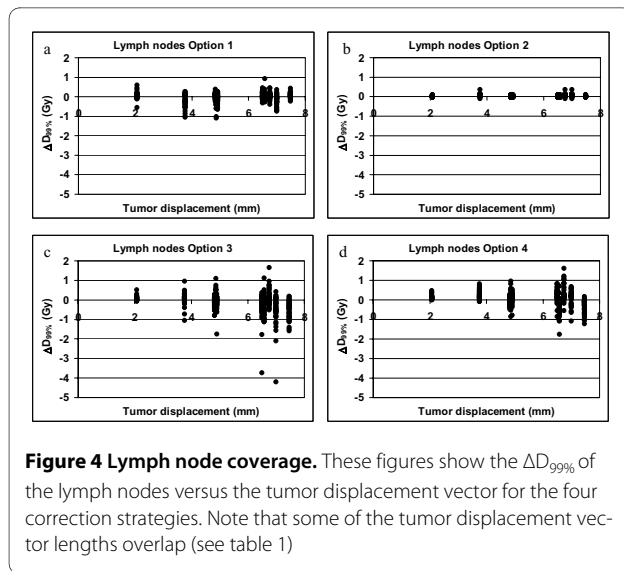 a
Lymph nodes Option 1
2
1
0
-1
-2
-3
-4
-5
0 2 4 6 8
ΔD99% (Gy)
Tumor displacement (mm)
b
Lymph nodes Option 2
2
1
0
-1
-2
-3
-4
-5
0 2 4 6 8
ΔD99% (Gy)
Tumor displacement (mm)
c
Lymph nodes Option 3
2
1
0
-1
-2
-3
-4
-5
0 2 4 6 8
ΔD99% (Gy)
Tumor displacement (mm)
d
Lymph nodes Option 4
2
1
0
-1
-2
-3
-4
-5
0 2 4 6 8
ΔD99% (Gy)
Tumor displacement (mm)
Figure 4 Lymph node coverage. These figures show the ΔD99% of
the lymph nodes versus the tumor displacement vector for the four
correction strategies. Note that some of the tumor displacement vec-
tor lengths overlap (see table 1)